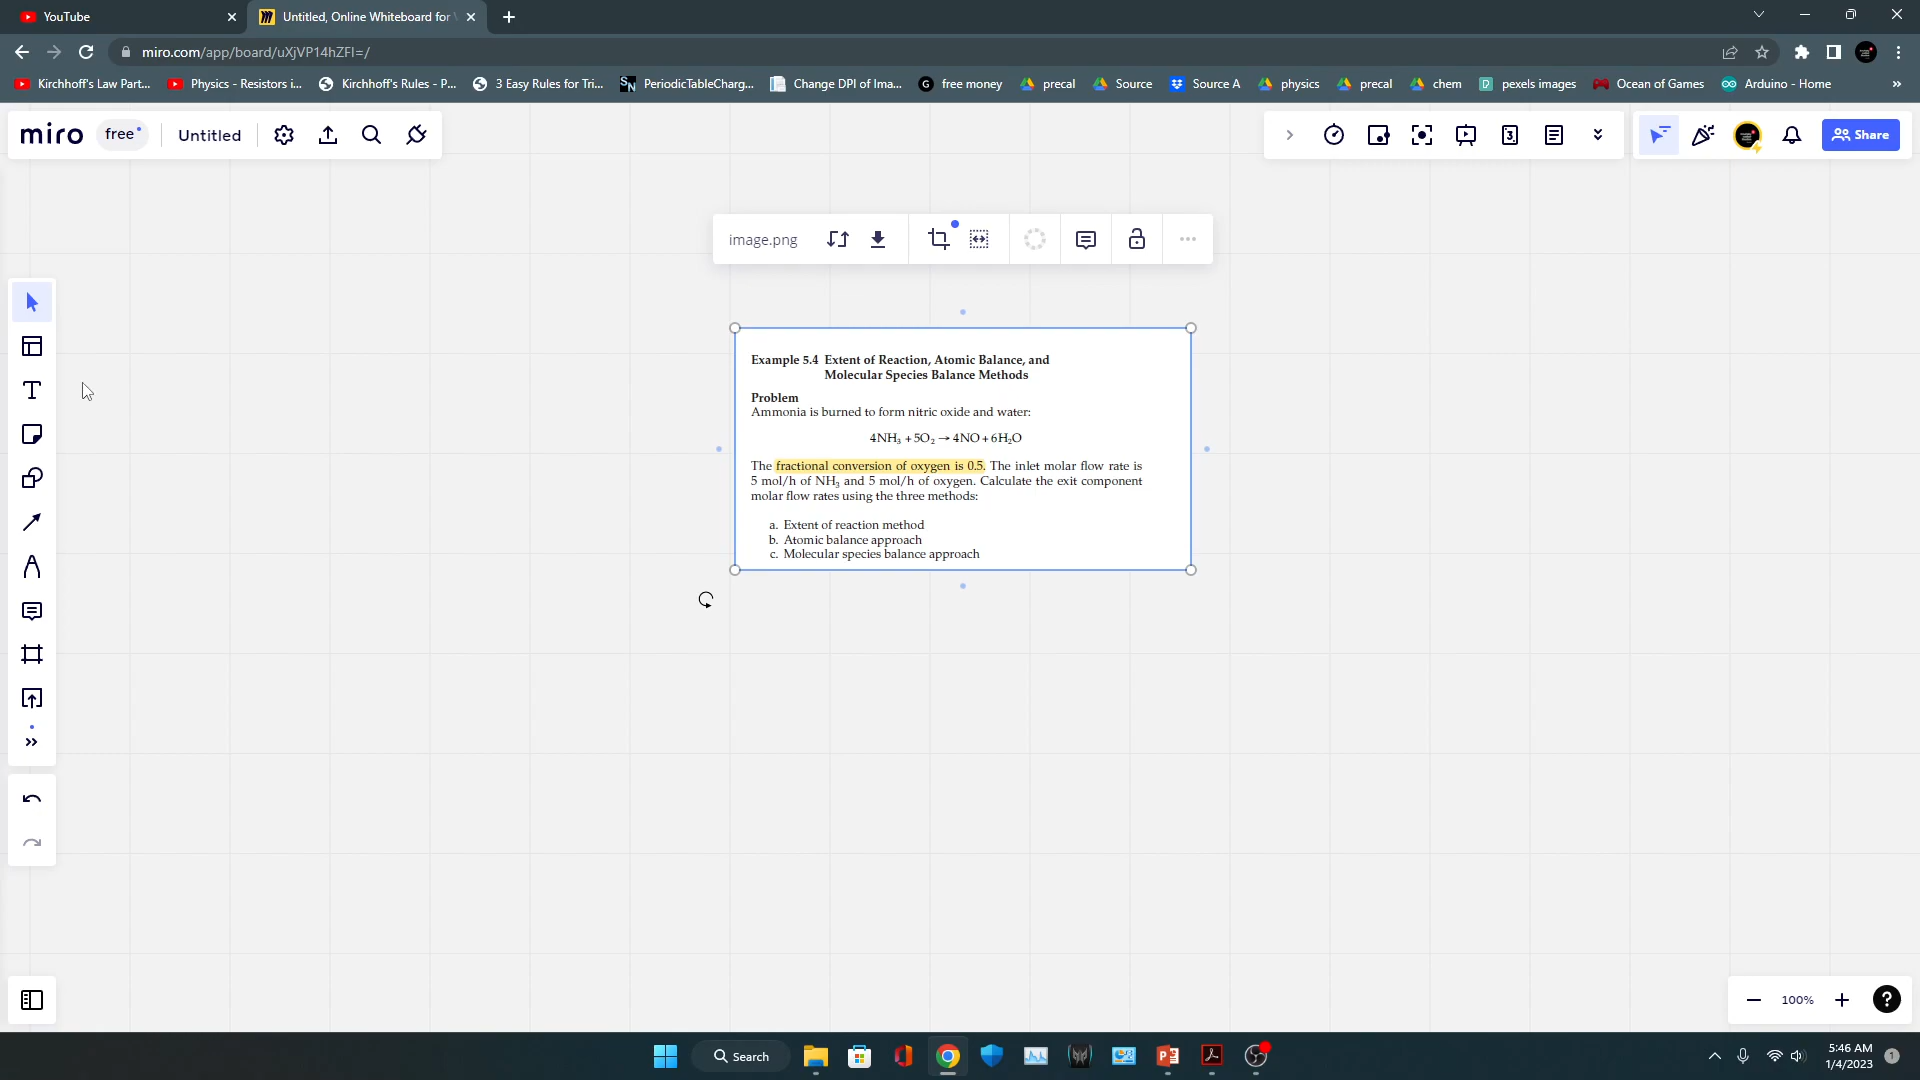 YouTube
Untitled, Online Whiteboard for
miro.com/app/board/uXjVP14hZFI=/
Kirchhoff's Law Part...
Physics - Resistors i...
Kirchhoff's Rules - P...
3 Easy Rules for Tri...
PeriodicTableCharg...
Change DPI of Ima...
free money
precal
Source
Source A
physics
precal
chem
pexels images
Ocean of Games
Arduino - Home
miro
free
Untitled
Share
image.png
Example 5.4 Extent of Reaction, Atomic Balance, and
Molecular Species Balance Methods
Problem
Ammonia is burned to form nitric oxide and water:
4NH₃ + 5O₂ → 4NO + 6H₂O
The fractional conversion of oxygen is 0.5. The inlet molar flow rate is
5 mol/h of NH₃ and 5 mol/h of oxygen. Calculate the exit component
molar flow rates using the three methods:
a. Extent of reaction method
b. Atomic balance approach
c. Molecular species balance approach
100%
Search
5:46 AM
1/4/2023
1